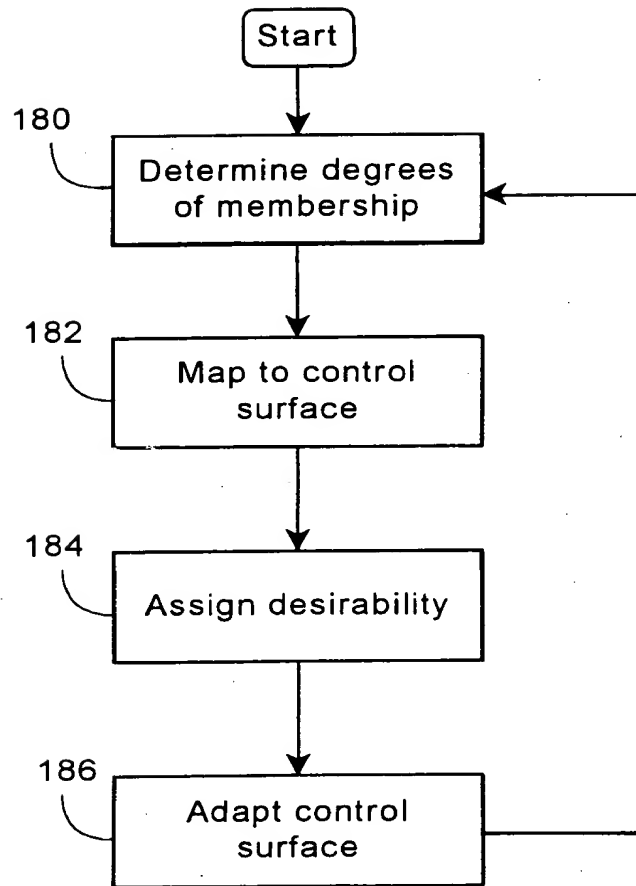 Start
180
Determine degrees
of membership
182
Map to control
surface
184
Assign desirability
186
Adapt control
surface